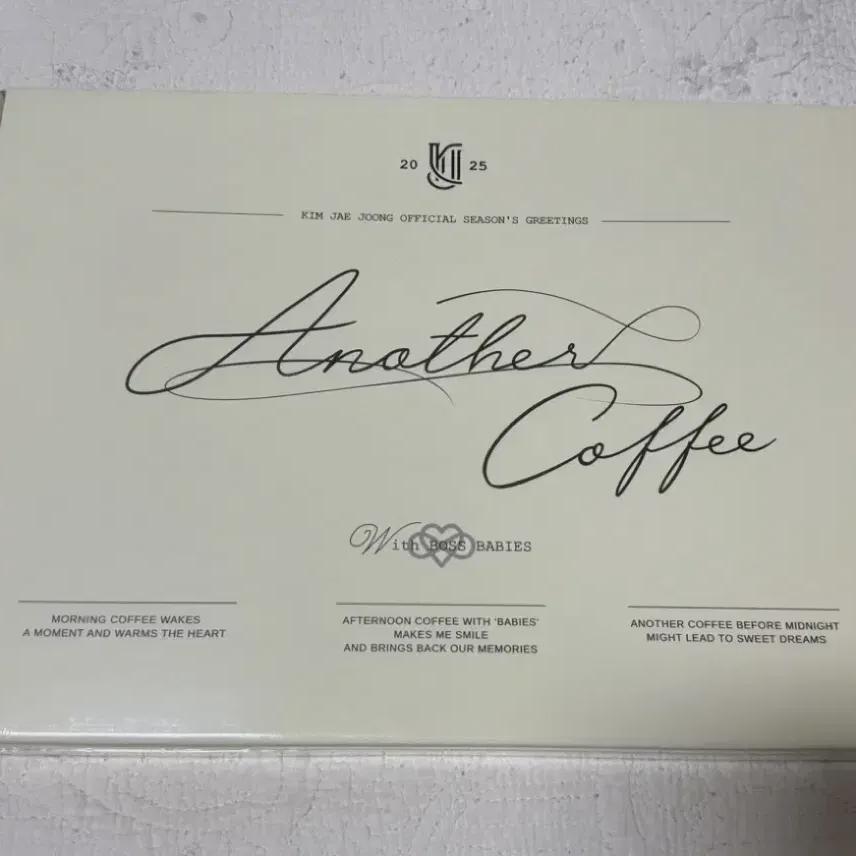 20 25
KIM JAE JOONG OFFICIAL SEASON'S GREETINGS
Another
Coffee
With BOSS BABIES
MORNING COFFEE WAKES
A MOMENT AND WARMS THE HEART
AFTERNOON COFFEE WITH 'BABIES'
MAKES ME SMILE
AND BRINGS BACK OUR MEMORIES
ANOTHER COFFEE BEFORE MIDNIGHT
MIGHT LEAD TO SWEET DREAMS